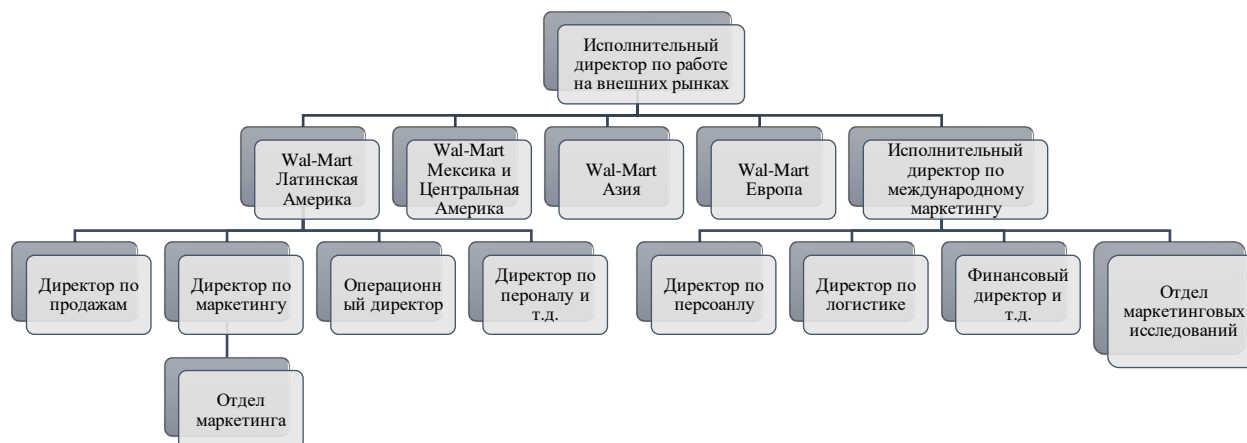 Исполнительный
директор по работе
на внешних рынках
Wal-Mart
Латинская
Америка
Wal-Mart
Мексика и
Центральная
Америка
Wal-Mart
Азия
Wal-Mart
Европа
Исполнительный
директор по
международному
маркетингу
Директор по
продажам
Директор по
маркетингу
Операционн
ый директор
Директор по
пероналу и
т.д.
Директор по
персоанлу
Директор по
логистике
Финансовый
директор и
т.д.
Отдел
маркетинговых
исследований
Отдел
маркетинга